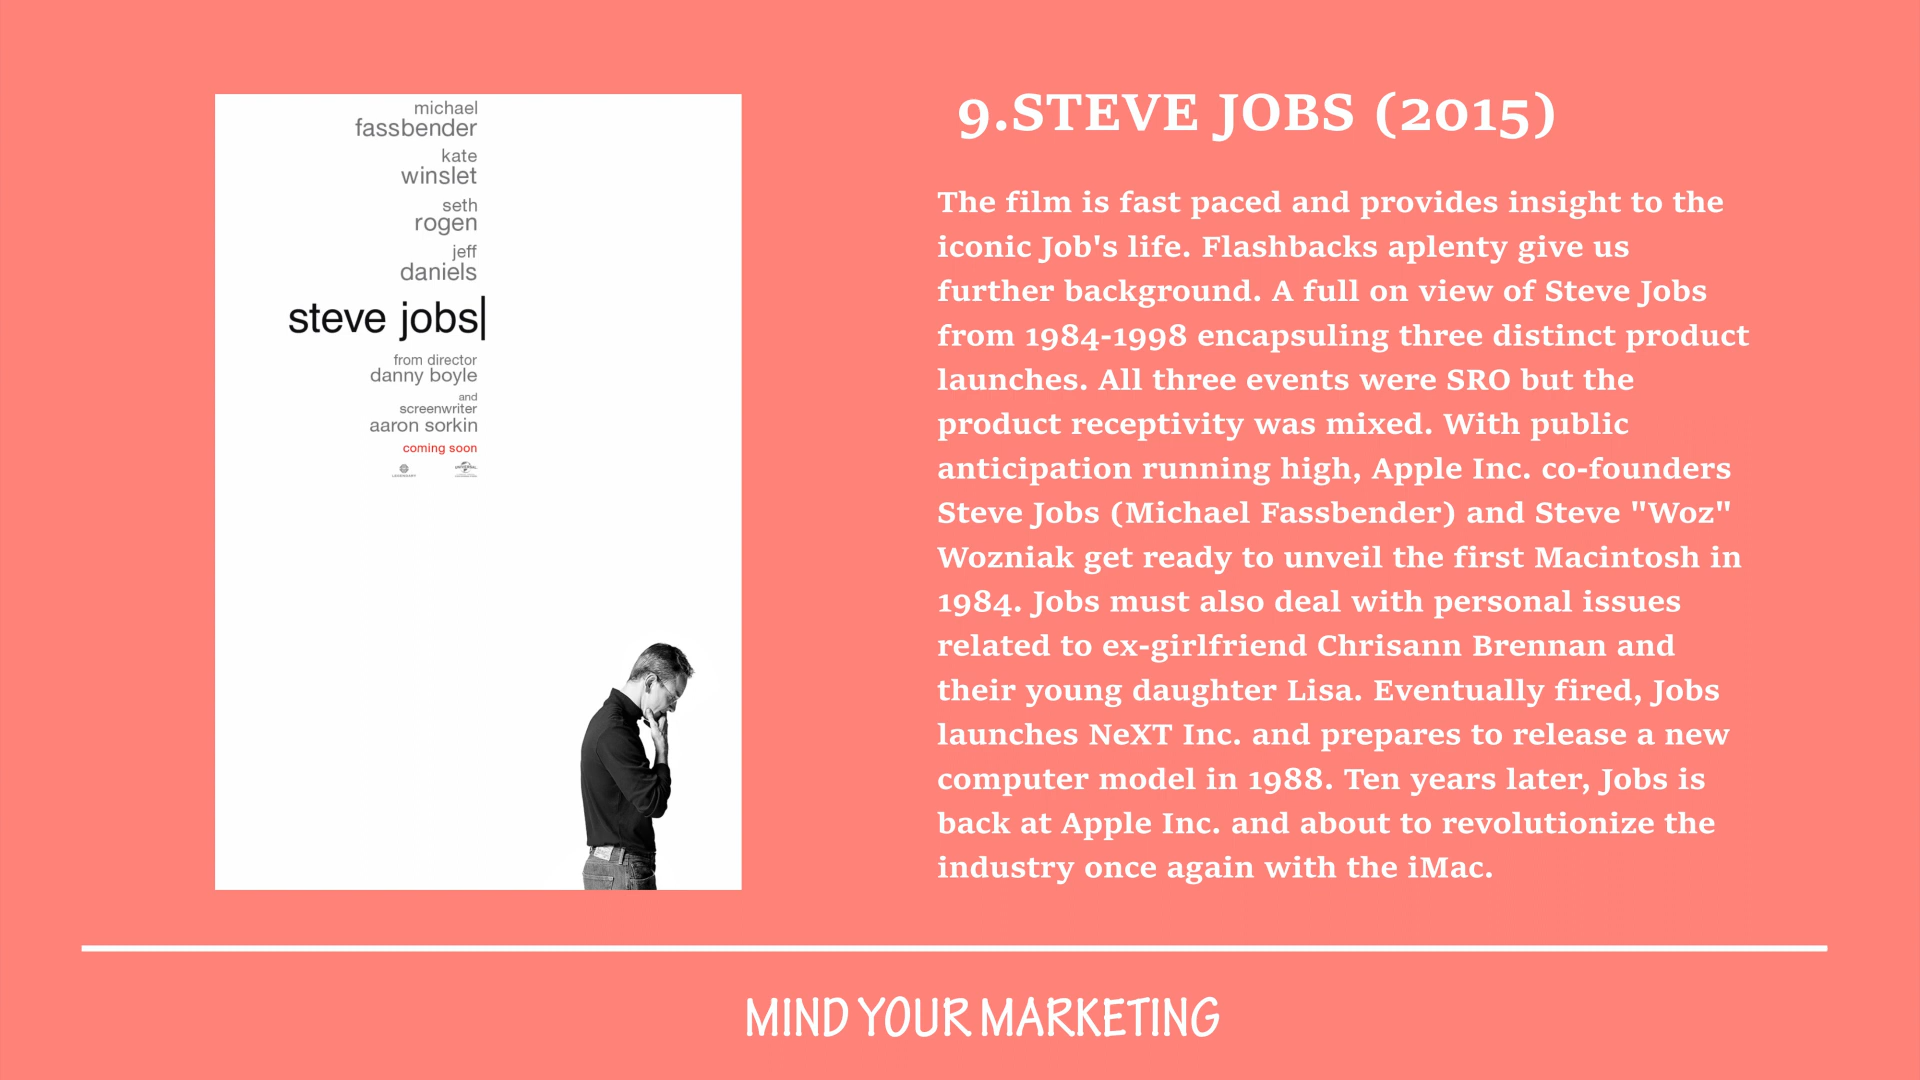 michael
fassbender
kate
winslet
seth
rogen
jeff
daniels
steve jobs
from director
danny boyle
and
screenwriter
aaron sorkin
coming soon
LEGENDARY
UNIVERSAL
9.STEVE JOBS (2015)
The film is fast paced and provides insight to the
iconic Job's life. Flashbacks aplenty give us
further background. A full on view of Steve Jobs
from 1984-1998 encapsuling three distinct product
launches. All three events were SRO but the
product receptivity was mixed. With public
anticipation running high, Apple Inc. co-founders
Steve Jobs (Michael Fassbender) and Steve "Woz"
Wozniak get ready to unveil the first Macintosh in
1984. Jobs must also deal with personal issues
related to ex-girlfriend Chrisann Brennan and
their young daughter Lisa. Eventually fired, Jobs
launches NeXT Inc. and prepares to release a new
computer model in 1988. Ten years later, Jobs is
back at Apple Inc. and about to revolutionize the
industry once again with the iMac.
MIND YOUR MARKETING